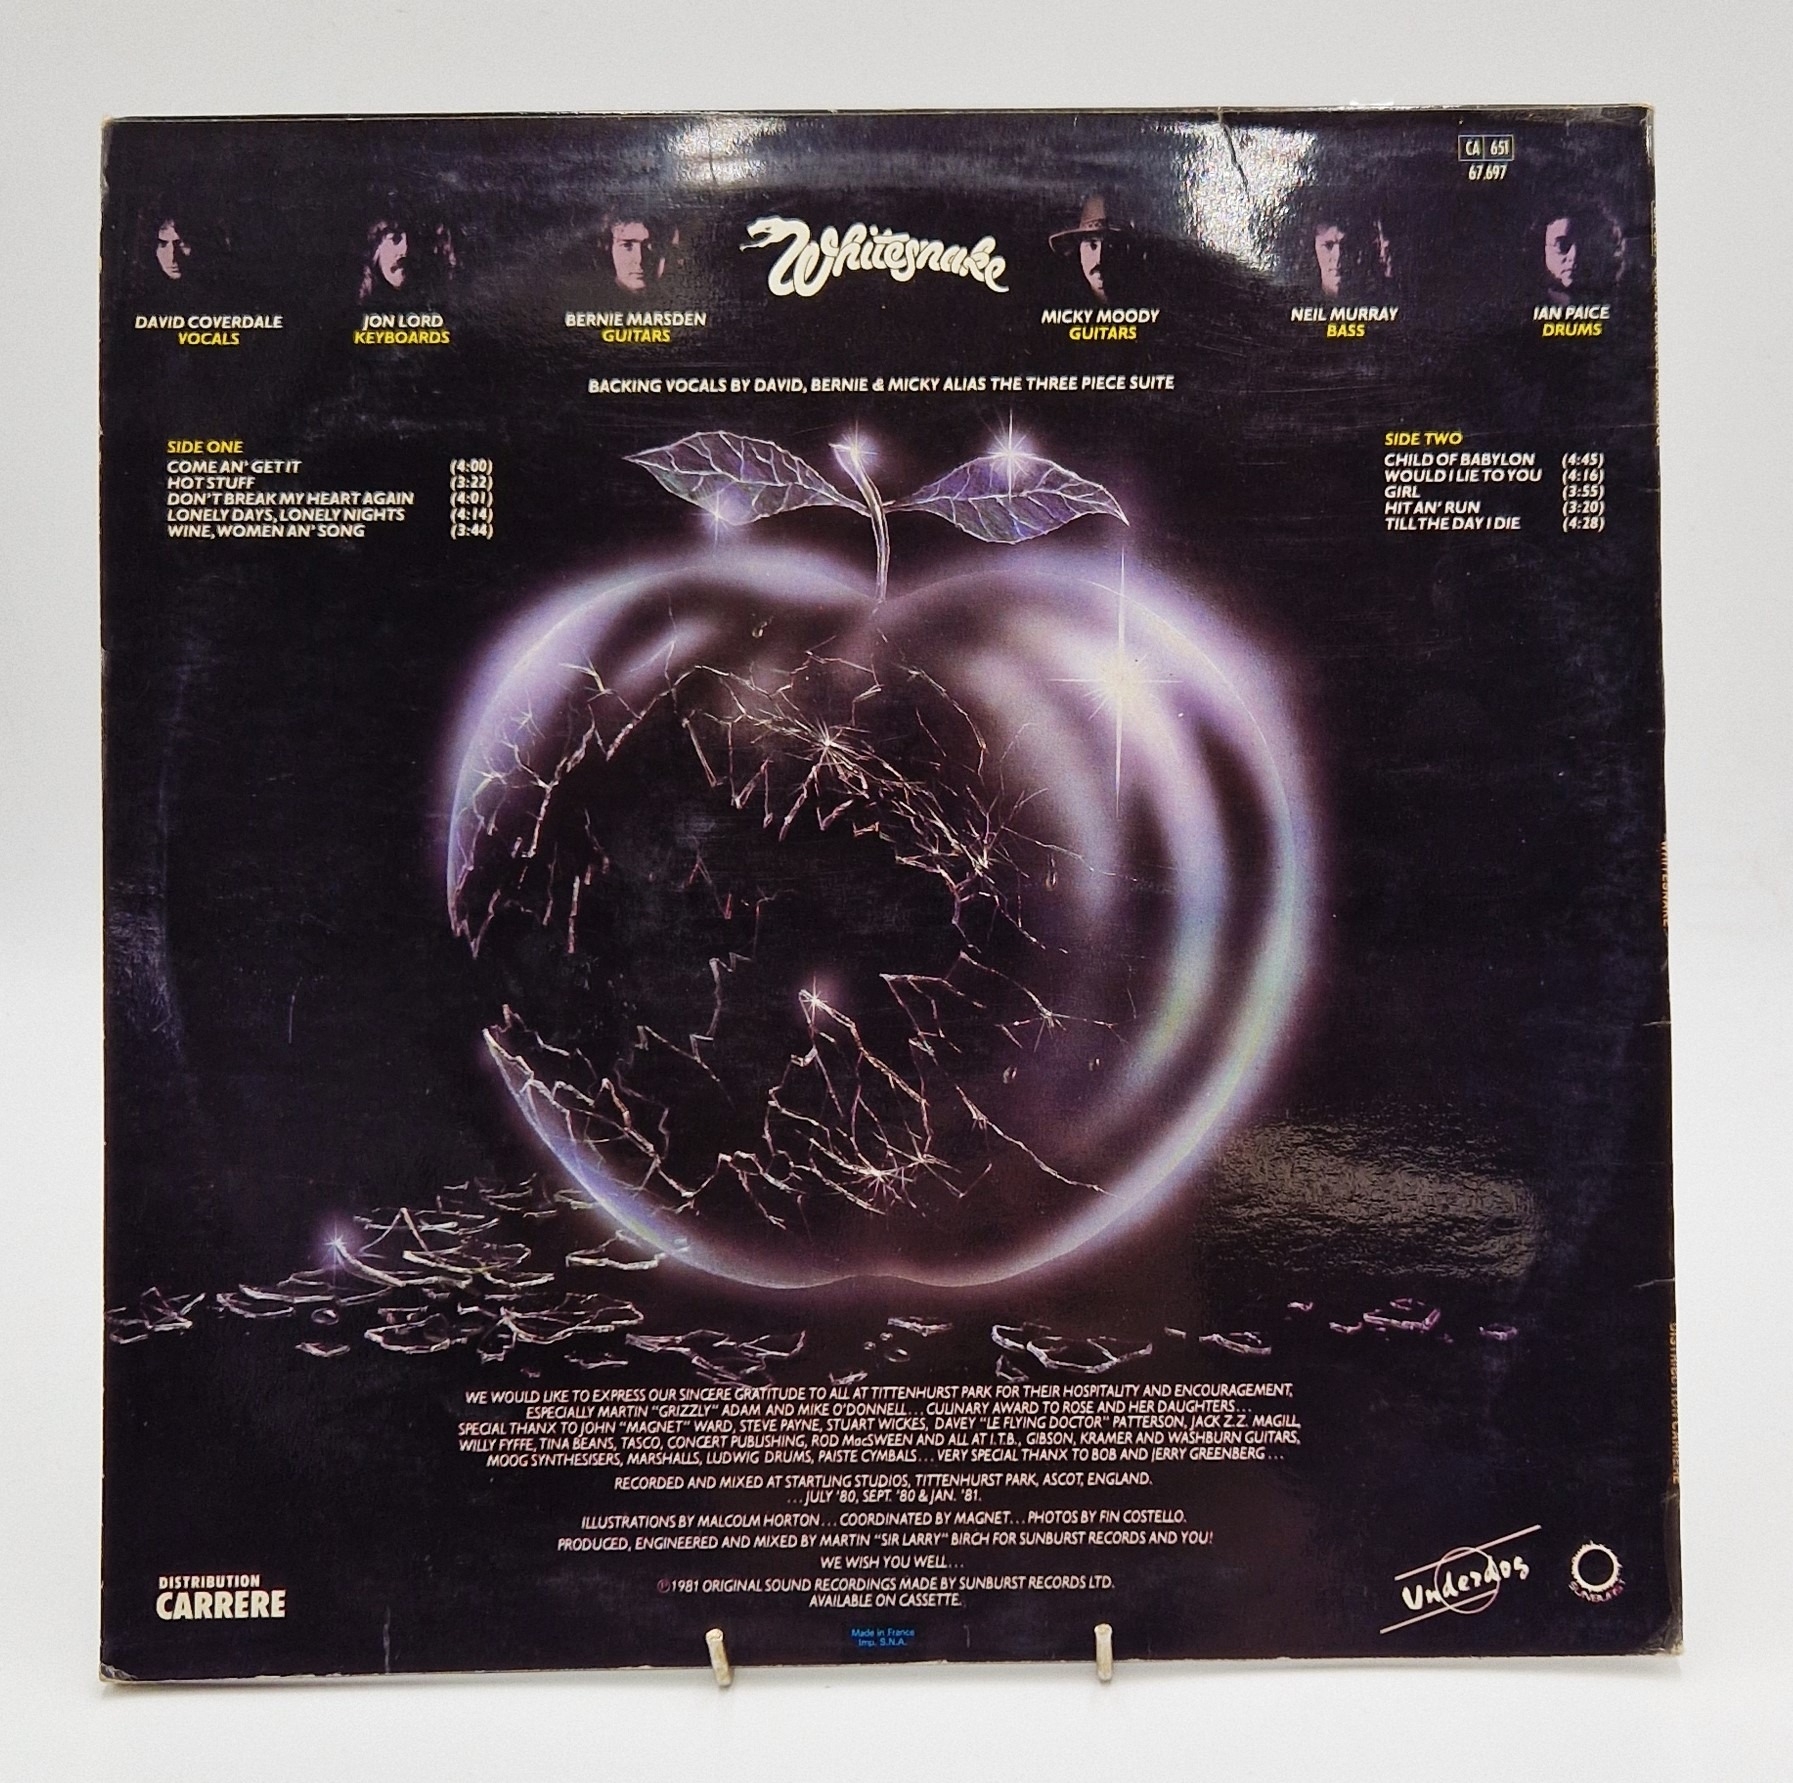 CA 651
67.697
Whitesnake
DAVID COVERDALE
VOCALS
JON LORD
KEYBOARDS
BERNIE MARSDEN
GUITARS
MICKY MOODY
GUITARS
NEIL MURRAY
BASS
IAN PAICE
DRUMS
BACKING VOCALS BY DAVID, BERNIE & MICKY ALIAS THE THREE PIECE SUITE
SIDE ONE
COME AN' GET IT (4:00)
HOT STUFF (3:22)
DON'T BREAK MY HEART AGAIN (4:01)
LONELY DAYS, LONELY NIGHTS (4:14)
WINE, WOMEN AN' SONG (3:44)
SIDE TWO
CHILD OF BABYLON (4:45)
WOULD I LIE TO YOU (4:16)
GIRL (3:55)
HIT AN' RUN (3:20)
TILL THE DAY I DIE (4:28)
WE WOULD LIKE TO EXPRESS OUR SINCERE GRATITUDE TO ALL AT TITTENHURST PARK FOR THEIR HOSPITALITY AND ENCOURAGEMENT,
ESPECIALLY MARTIN "GRIZZLY" ADAM AND MIKE O'DONNELL... CULINARY AWARD TO ROSE AND HER DAUGHTERS...
SPECIAL THANX TO JOHN "MAGNET" WARD, STEVE PAYNE, STUART WICKES, DAVEY "LE FLYING DOCTOR" PATTERSON, JACK Z.Z. MAGILL,
WILLY FYFFE, TINA BEANS, TASCO, CONCERT PUBLISHING, ROD MacSWEEN AND ALL AT I.T.B., GIBSON, KRAMER AND WASHBURN GUITARS,
MOOG SYNTHESISERS, MARSHALLS, LUDWIG DRUMS, PAISTE CYMBALS... VERY SPECIAL THANX TO BOB AND JERRY GREENBERG...
RECORDED AND MIXED AT STARTLING STUDIOS, TITTENHURST PARK, ASCOT, ENGLAND.
...JULY '80, SEPT. '80 & JAN. '81.
ILLUSTRATIONS BY MALCOLM HORTON... COORDINATED BY MAGNET... PHOTOS BY FIN COSTELLO.
PRODUCED, ENGINEERED AND MIXED BY MARTIN "SIR LARRY" BIRCH FOR SUNBURST RECORDS AND YOU!
WE WISH YOU WELL...
℗1981 ORIGINAL SOUND RECORDINGS MADE BY SUNBURST RECORDS LTD.
AVAILABLE ON CASSETTE.
DISTRIBUTION
CARRERE
Underdog
SUNBURST
Made in France
Imp. S.N.A.